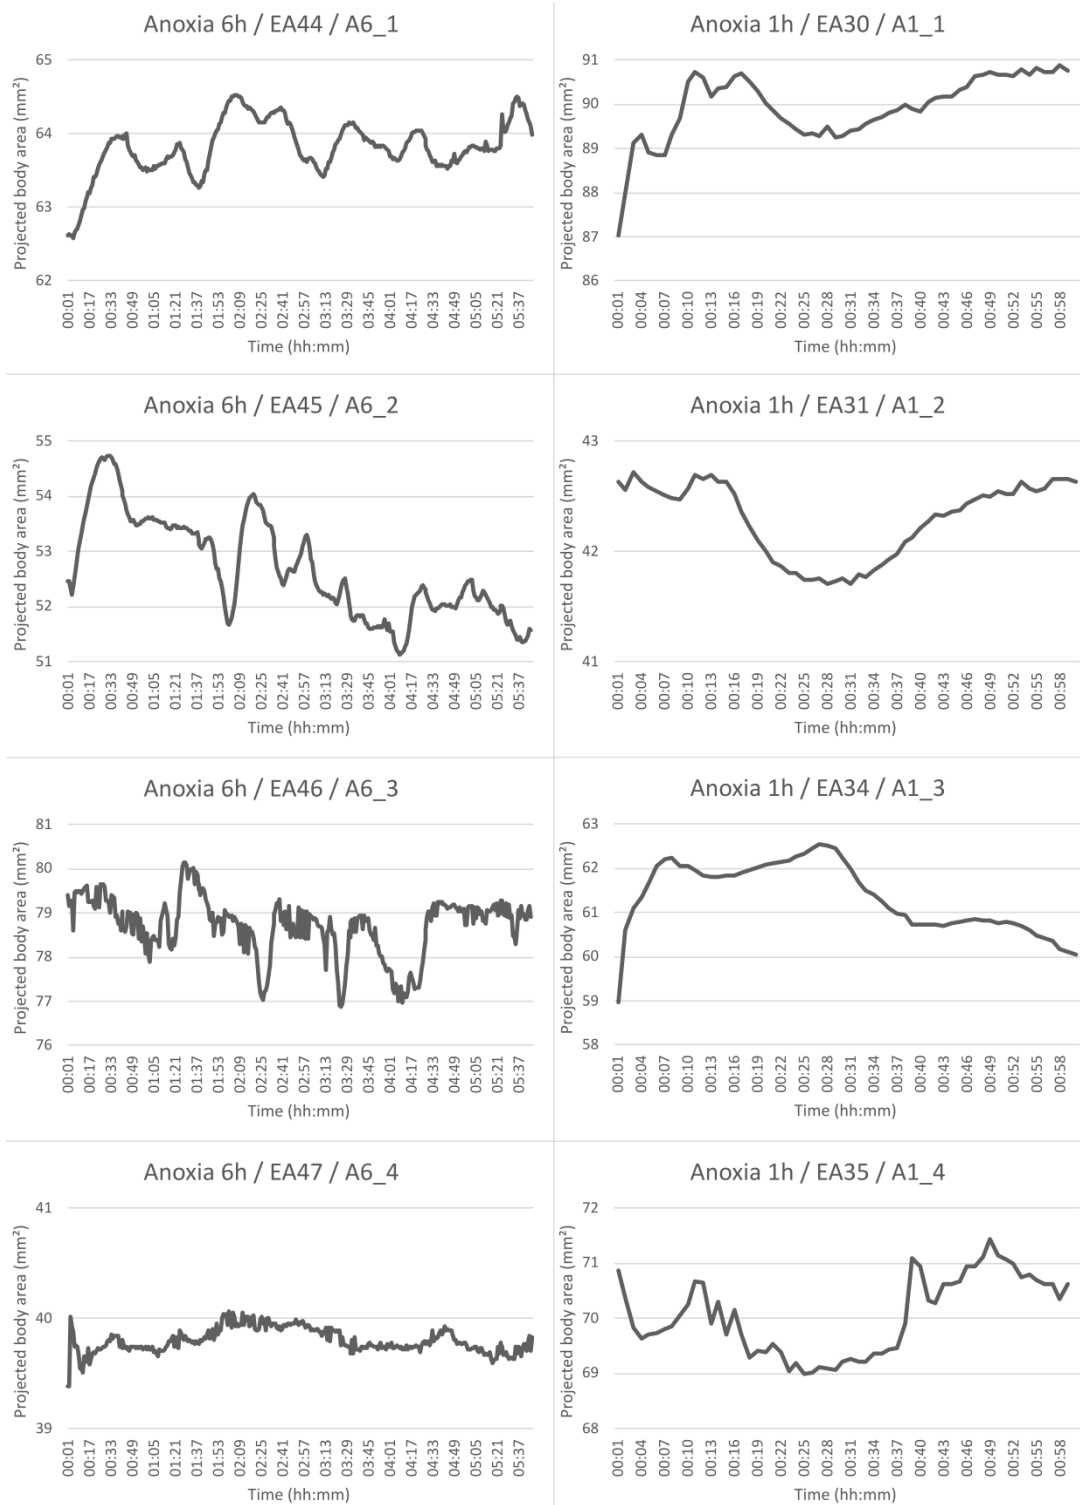 Anoxia 6h / EA44 / A6_1
Projected body area (mm²)
65
64
63
62
00:01 00:17 00:33 00:49 01:05 01:21 01:37 01:53 02:09 02:25 02:41 02:57 03:13 03:29 03:45 04:01 04:17 04:33 04:49 05:05 05:21 05:37
Time (hh:mm)
Anoxia 1h / EA30 / A1_1
Projected body area (mm²)
91
90
89
88
87
86
00:01 00:04 00:07 00:10 00:13 00:16 00:19 00:22 00:25 00:28 00:31 00:34 00:37 00:40 00:43 00:46 00:49 00:52 00:55 00:58
Time (hh:mm)
Anoxia 6h / EA45 / A6_2
Projected body area (mm²)
55
54
53
52
51
00:01 00:17 00:33 00:49 01:05 01:21 01:37 01:53 02:09 02:25 02:41 02:57 03:13 03:29 03:45 04:01 04:17 04:33 04:49 05:05 05:21 05:37
Time (hh:mm)
Anoxia 1h / EA31 / A1_2
Projected body area (mm²)
43
42
41
00:01 00:04 00:07 00:10 00:13 00:16 00:19 00:22 00:25 00:28 00:31 00:34 00:37 00:40 00:43 00:46 00:49 00:52 00:55 00:58
Time (hh:mm)
Anoxia 6h / EA46 / A6_3
Projected body area (mm²)
81
80
79
78
77
76
00:01 00:17 00:33 00:49 01:05 01:21 01:37 01:53 02:09 02:25 02:41 02:57 03:13 03:29 03:45 04:01 04:17 04:33 04:49 05:05 05:21 05:37
Time (hh:mm)
Anoxia 1h / EA34 / A1_3
Projected body area (mm²)
63
62
61
60
59
58
00:01 00:04 00:07 00:10 00:13 00:16 00:19 00:22 00:25 00:28 00:31 00:34 00:37 00:40 00:43 00:46 00:49 00:52 00:55 00:58
Time (hh:mm)
Anoxia 6h / EA47 / A6_4
Projected body area (mm²)
41
40
39
00:01 00:17 00:33 00:49 01:05 01:21 01:37 01:53 02:09 02:25 02:41 02:57 03:13 03:29 03:45 04:01 04:17 04:33 04:49 05:05 05:21 05:37
Time (hh:mm)
Anoxia 1h / EA35 / A1_4
Projected body area (mm²)
72
71
70
69
68
00:01 00:04 00:07 00:10 00:13 00:16 00:19 00:22 00:25 00:28 00:31 00:34 00:37 00:40 00:43 00:46 00:49 00:52 00:55 00:58
Time (hh:mm)